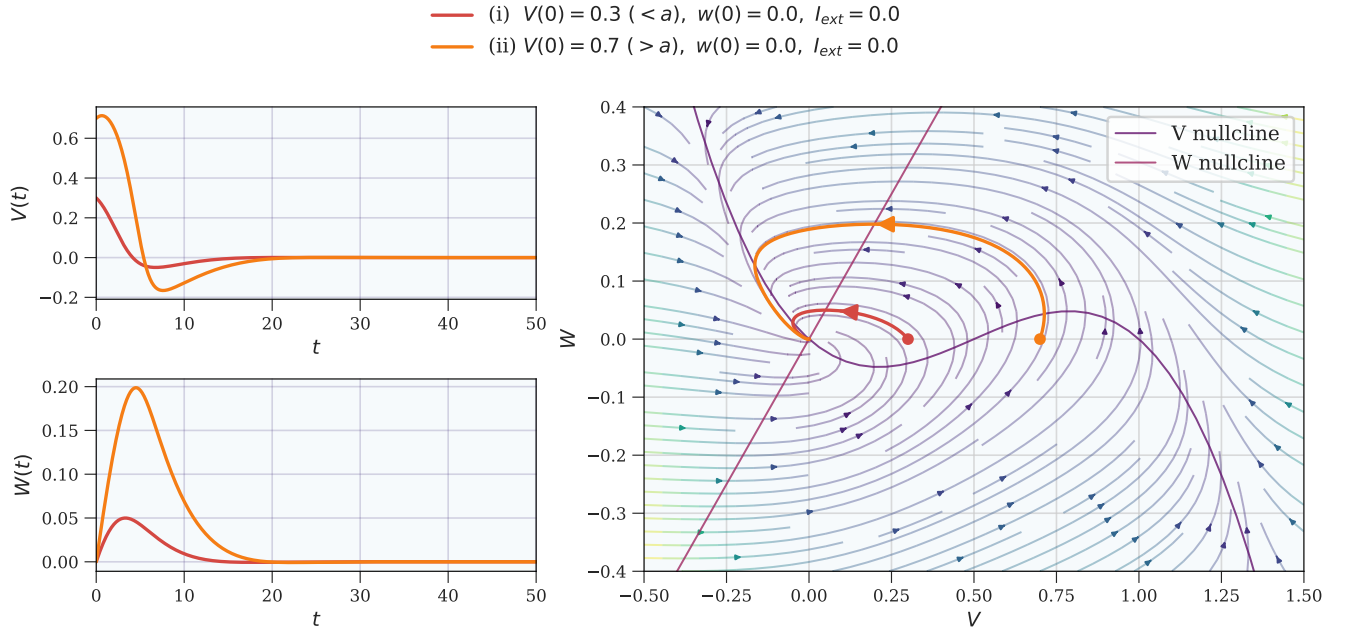 (i) V(0) = 0.3 ( < a), w(0) = 0.0, I_ext = 0.0
(ii) V(0) = 0.7 ( > a), w(0) = 0.0, I_ext = 0.0
V(t)
0.6
0.4
0.2
0.0
−0.2
0 10 20 30 40 50
t
W(t)
0.20
0.15
0.10
0.05
0.00
0 10 20 30 40 50
t
W
0.4
0.3
0.2
0.1
0.0
−0.1
−0.2
−0.3
−0.4
V nullcline
W nullcline
−0.50 −0.25 0.00 0.25 0.50 0.75 1.00 1.25 1.50
V